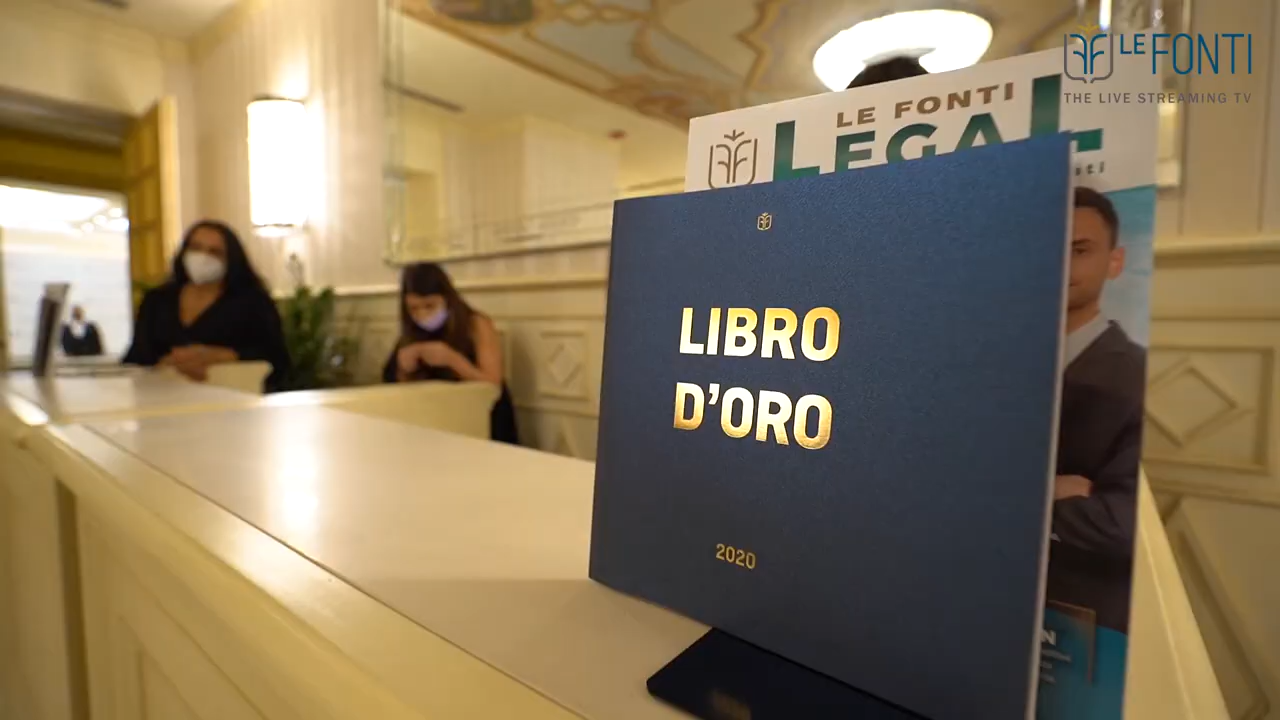 LE FONTI
THE LIVE STREAMING TV
LE FONTI
LEGAL
LIBRO
D'ORO
2020